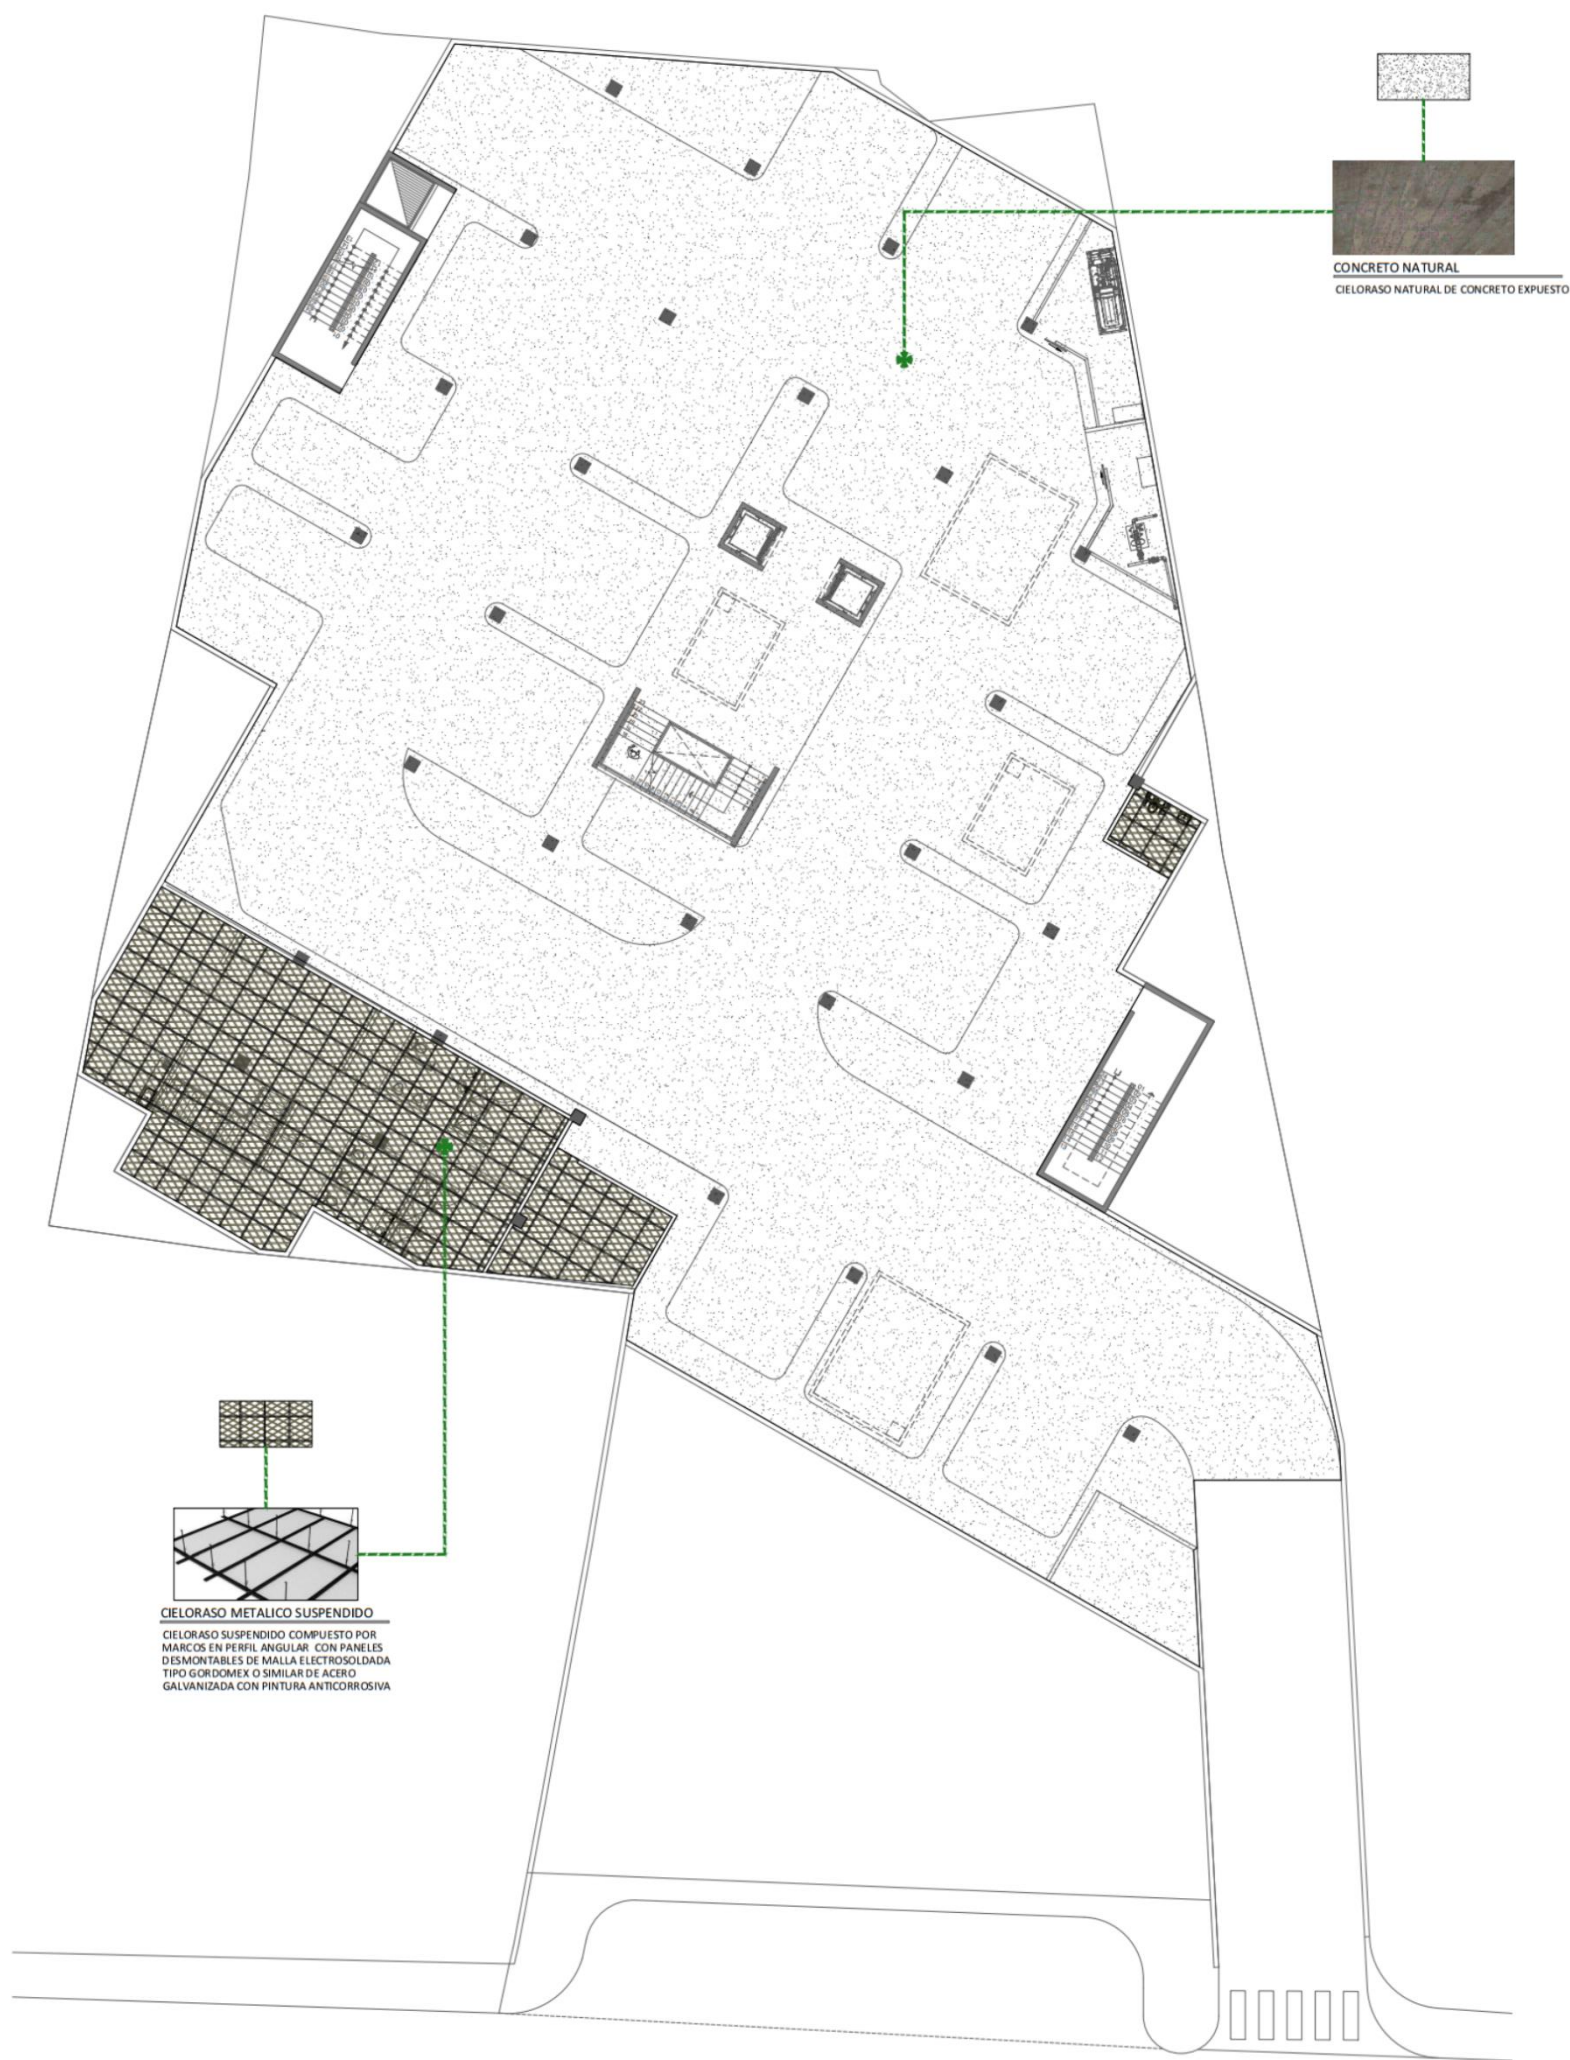 CONCRETO NATURAL
CIELORASO NATURAL DE CONCRETO EXPUESTO
CIELORASO METALICO SUSPENDIDO
CIELORASO SUSPENDIDO COMPUESTO POR
MARCOS EN PERFIL ANGULAR CON PANELES
DESMONTABLES DE MALLA ELECTROSOLDADA
TIPO GORDOMEX O SIMILAR DE ACERO
GALVANIZADA CON PINTURA ANTICORROSIVA